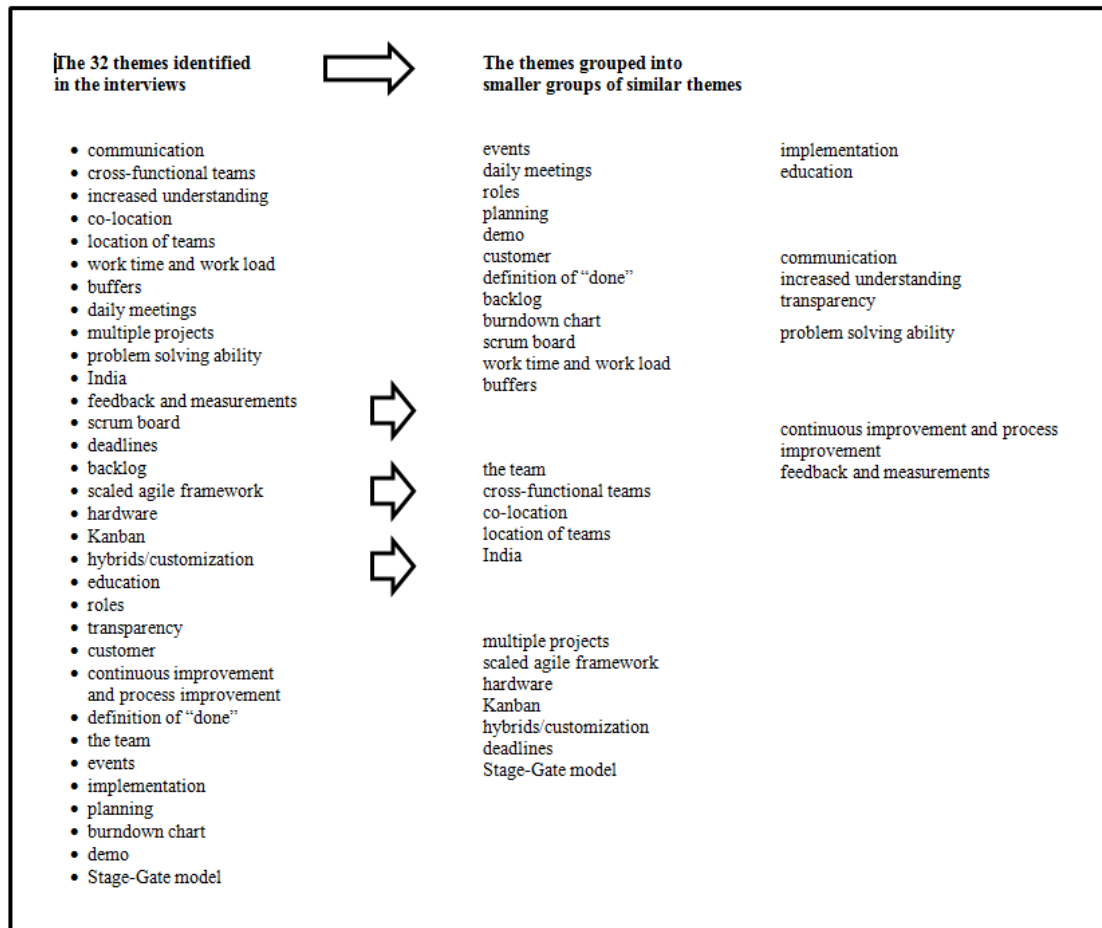 The 32 themes identified
in the interviews
The themes grouped into
smaller groups of similar themes
• communication
• cross-functional teams
• increased understanding
• co-location
• location of teams
• work time and work load
• buffers
• daily meetings
• multiple projects
• problem solving ability
• India
• feedback and measurements
• scrum board
• deadlines
• backlog
• scaled agile framework
• hardware
• Kanban
• hybrids/customization
• education
• roles
• transparency
• customer
• continuous improvement
and process improvement
• definition of “done”
• the team
• events
• implementation
• planning
• burndown chart
• demo
• Stage-Gate model
events
daily meetings
roles
planning
demo
customer
definition of “done”
backlog
burndown chart
scrum board
work time and work load
buffers
the team
cross-functional teams
co-location
location of teams
India
multiple projects
scaled agile framework
hardware
Kanban
hybrids/customization
deadlines
Stage-Gate model
implementation
education
communication
increased understanding
transparency
problem solving ability
continuous improvement and process
improvement
feedback and measurements